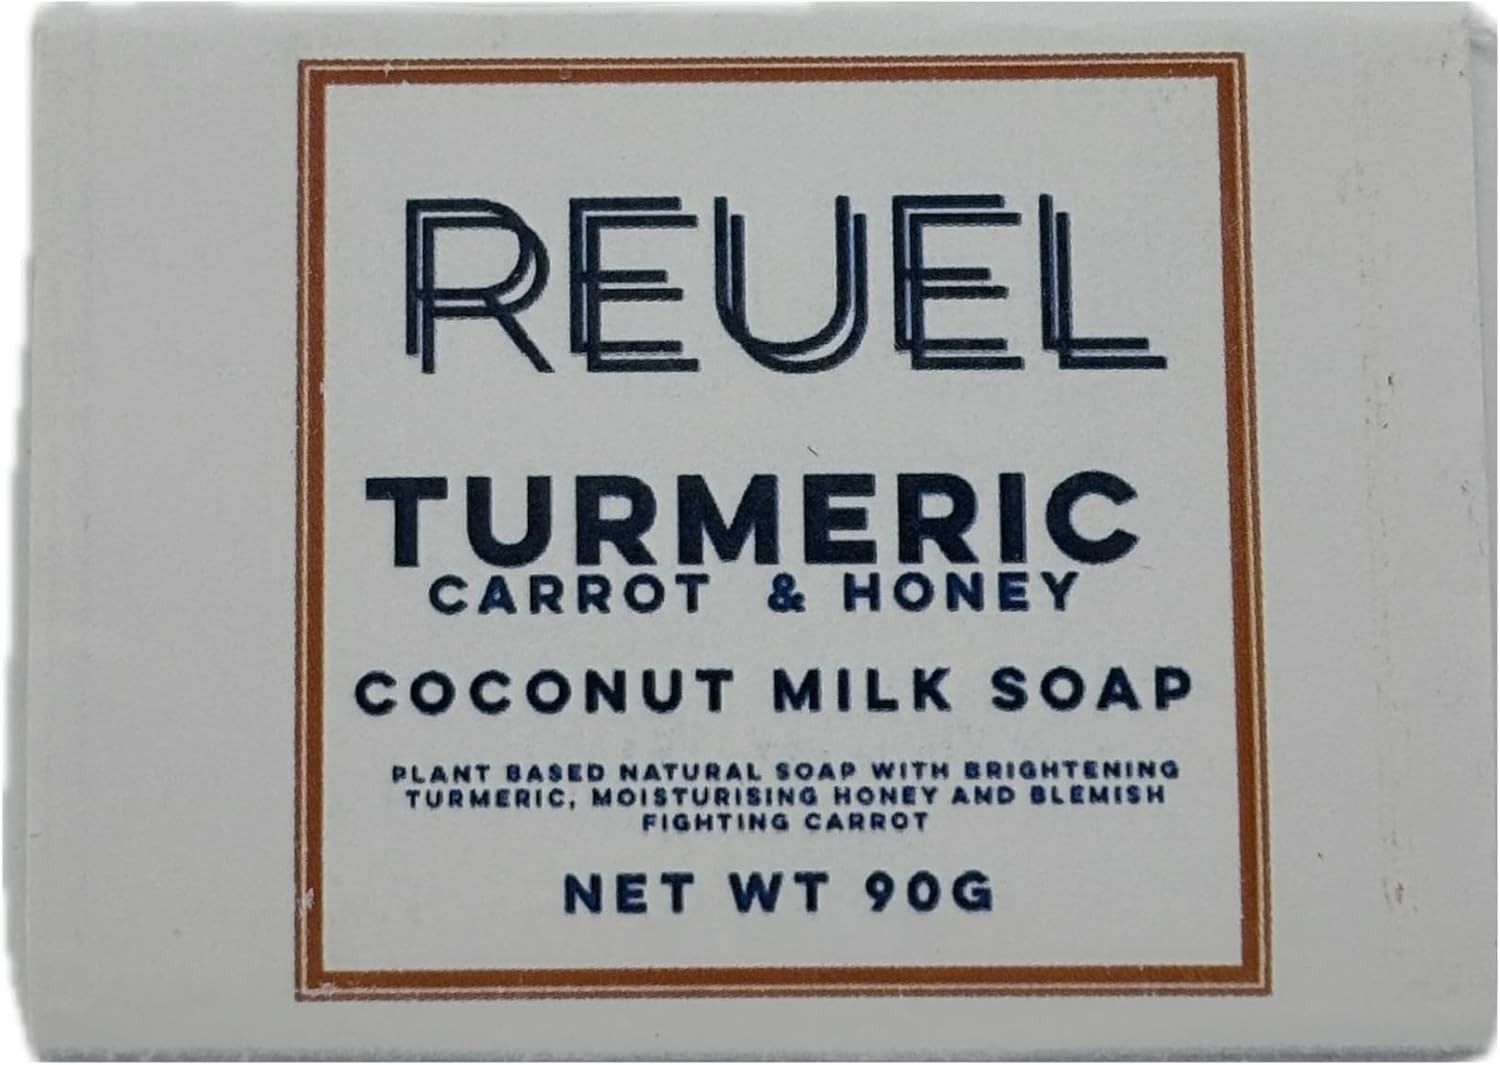 REUEL
TURMERIC
CARROT & HONEY
COCONUT MILK SOAP
PLANT BASED NATURAL SOAP WITH BRIGHTENING
TURMERIC, MOISTURISING HONEY AND BLEMISH
FIGHTING CARROT
NET WT 90G